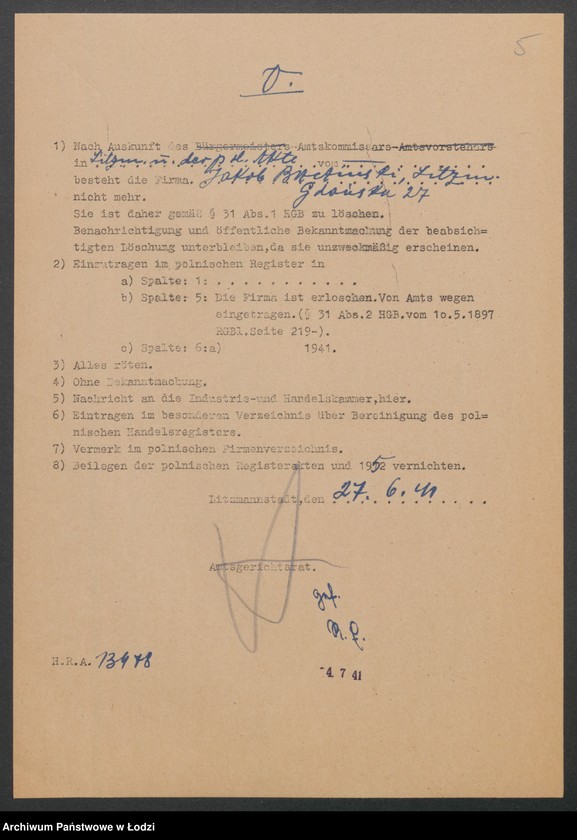 5
V.
1) Nach Auskunft des Bürgermeisters-Amtskommissars-Amtsvorstehers
in Litzm. u. der p d. Akte vom
besteht die Firma. Jakob, Litzm.
Gdańska 27
nicht mehr.
Sie ist daher gemäß § 31 Abs.1 HGB zu löschen.
Benachrichtigung und öffentliche Bekanntmachung der beabsich=
tigten Löschung unterbleiben,da sie unzweckmäßig erscheinen.
2) Einzutragen im polnischen Register in
a) Spalte: 1: . . . . . . . . . . . .
b) Spalte: 5: Die Firma ist erloschen.Von Amts wegen
eingetragen.(§ 31 Abs.2 HGB.vom 1o.5.1897
RGBl.Seite 219-).
c) Spalte: 6:a) 1941.
3) Alles röten.
4) Ohne Bekanntmachung.
5) Nachricht an die Industrie-und Handelskammer,hier.
6) Eintragen im besonderen Verzeichnis über Bereinigung des pol=
nischen Handelsregisters.
7) Vermerk im polnischen Firmenverzeichnis.
8) Beilagen der polnischen Registerakten und 1952 vernichten.
Litzmannstadt,den 27. 6. 41
Amtsgerichtsrat.
gef.
H.R.A. 13478
-4 7 41
Archiwum Państwowe w Łodzi